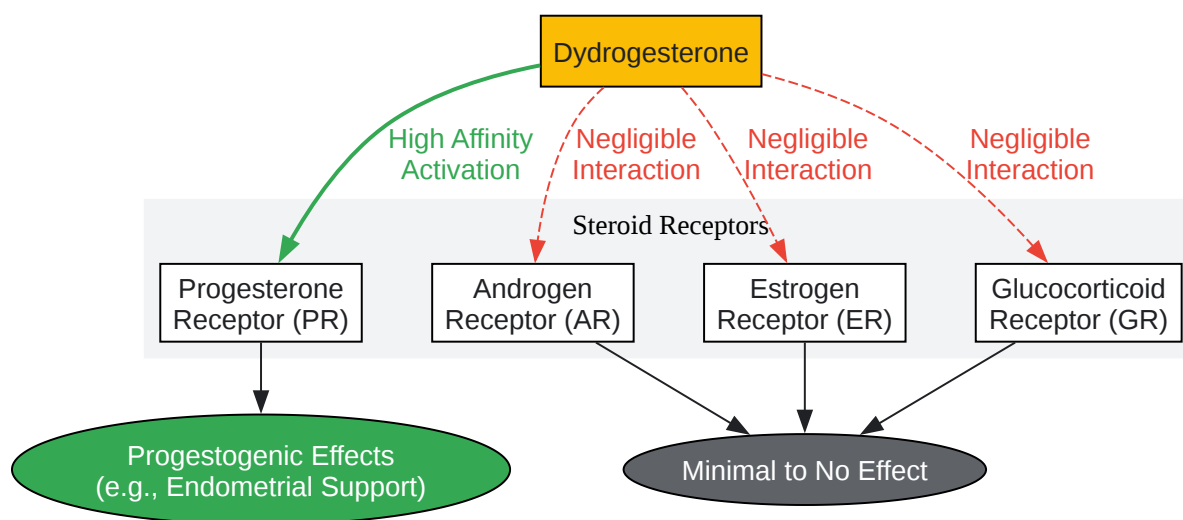 Dydrogesterone
High Affinity
Activation
Negligible
Interaction
Negligible
Interaction
Negligible
Interaction
Steroid Receptors
Progesterone
Receptor (PR)
Androgen
Receptor (AR)
Estrogen
Receptor (ER)
Glucocorticoid
Receptor (GR)
Progestogenic Effects
(e.g., Endometrial Support)
Minimal to No Effect